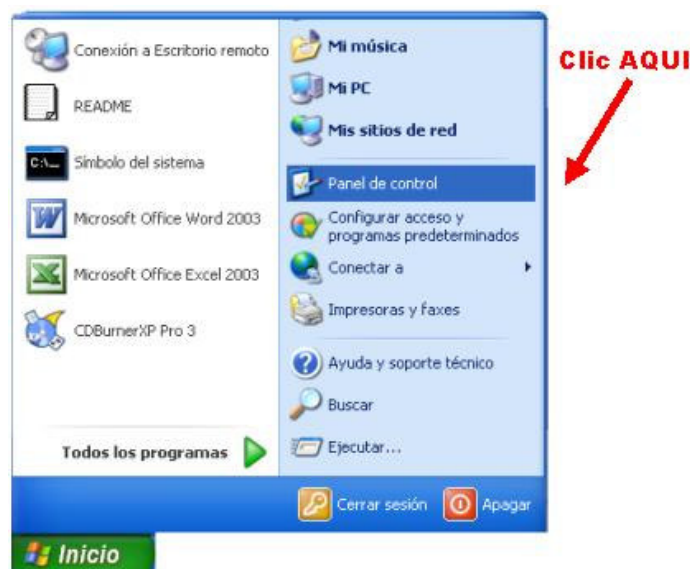 Conexión a Escritorio remoto
README
C:\_
Símbolo del sistema
Microsoft Office Word 2003
Microsoft Office Excel 2003
CDBurnerXP Pro 3
Todos los programas
Mi música
Mi PC
Mis sitios de red
Panel de control
Configurar acceso y
programas predeterminados
Conectar a
Impresoras y faxes
Ayuda y soporte técnico
Buscar
Ejecutar...
Cerrar sesión
Apagar
Inicio
Clic AQUI